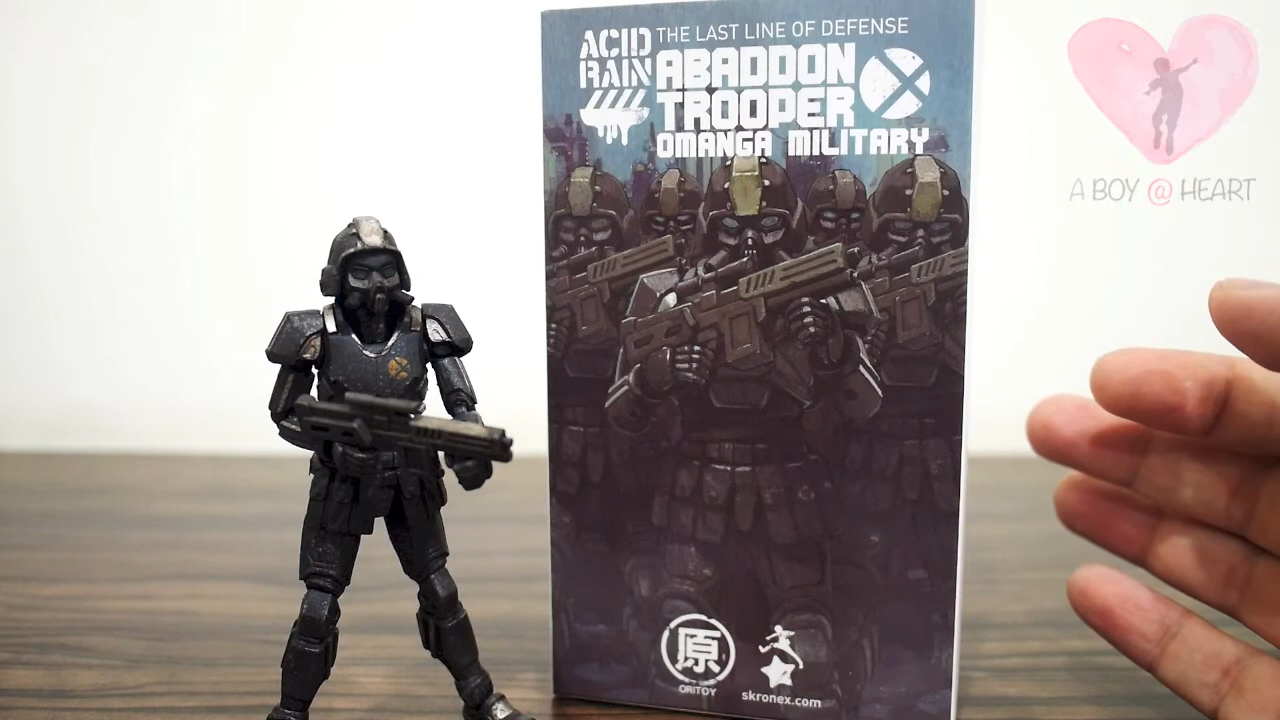 THE LAST LINE OF DEFENSE
ACID RAIN
ABADDON
TROOPER
OMANGA MILITARY
A BOY @ HEART
原
ORITOY
skronex.com